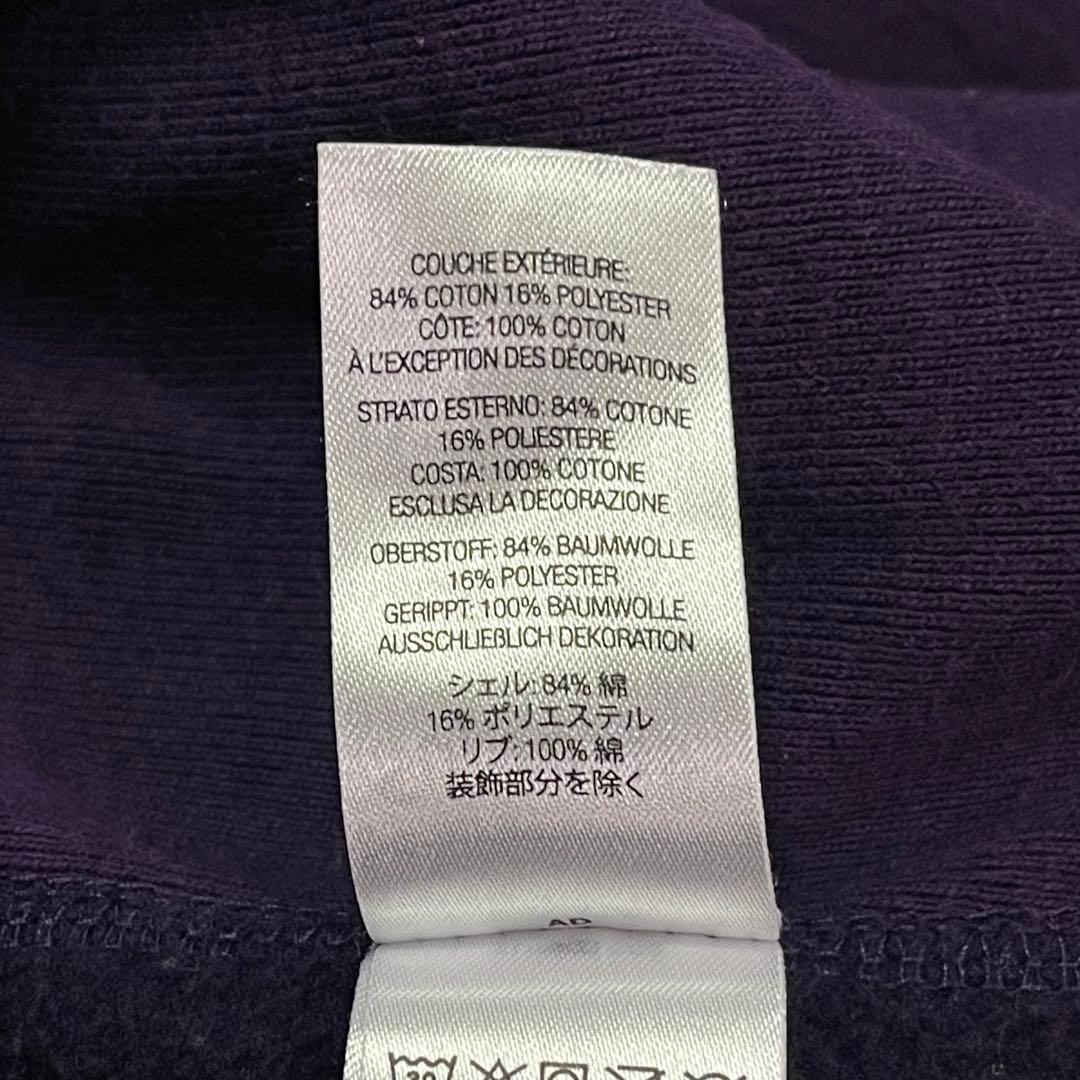 COUCHE EXTÉRIEURE:
84% COTON 16% POLYESTER
CÔTE: 100% COTON
À L'EXCEPTION DES DÉCORATIONS
STRATO ESTERNO: 84% COTONE
16% POLIESTERE
COSTA: 100% COTONE
ESCLUSA LA DECORAZIONE
OBERSTOFF: 84% BAUMWOLLE
16% POLYESTER
GERIPPT: 100% BAUMWOLLE
AUSSCHLIEßLICH DEKORATION
シェル: 84% 綿
16% ポリエステル
リブ: 100% 綿
装飾部分を除く
30